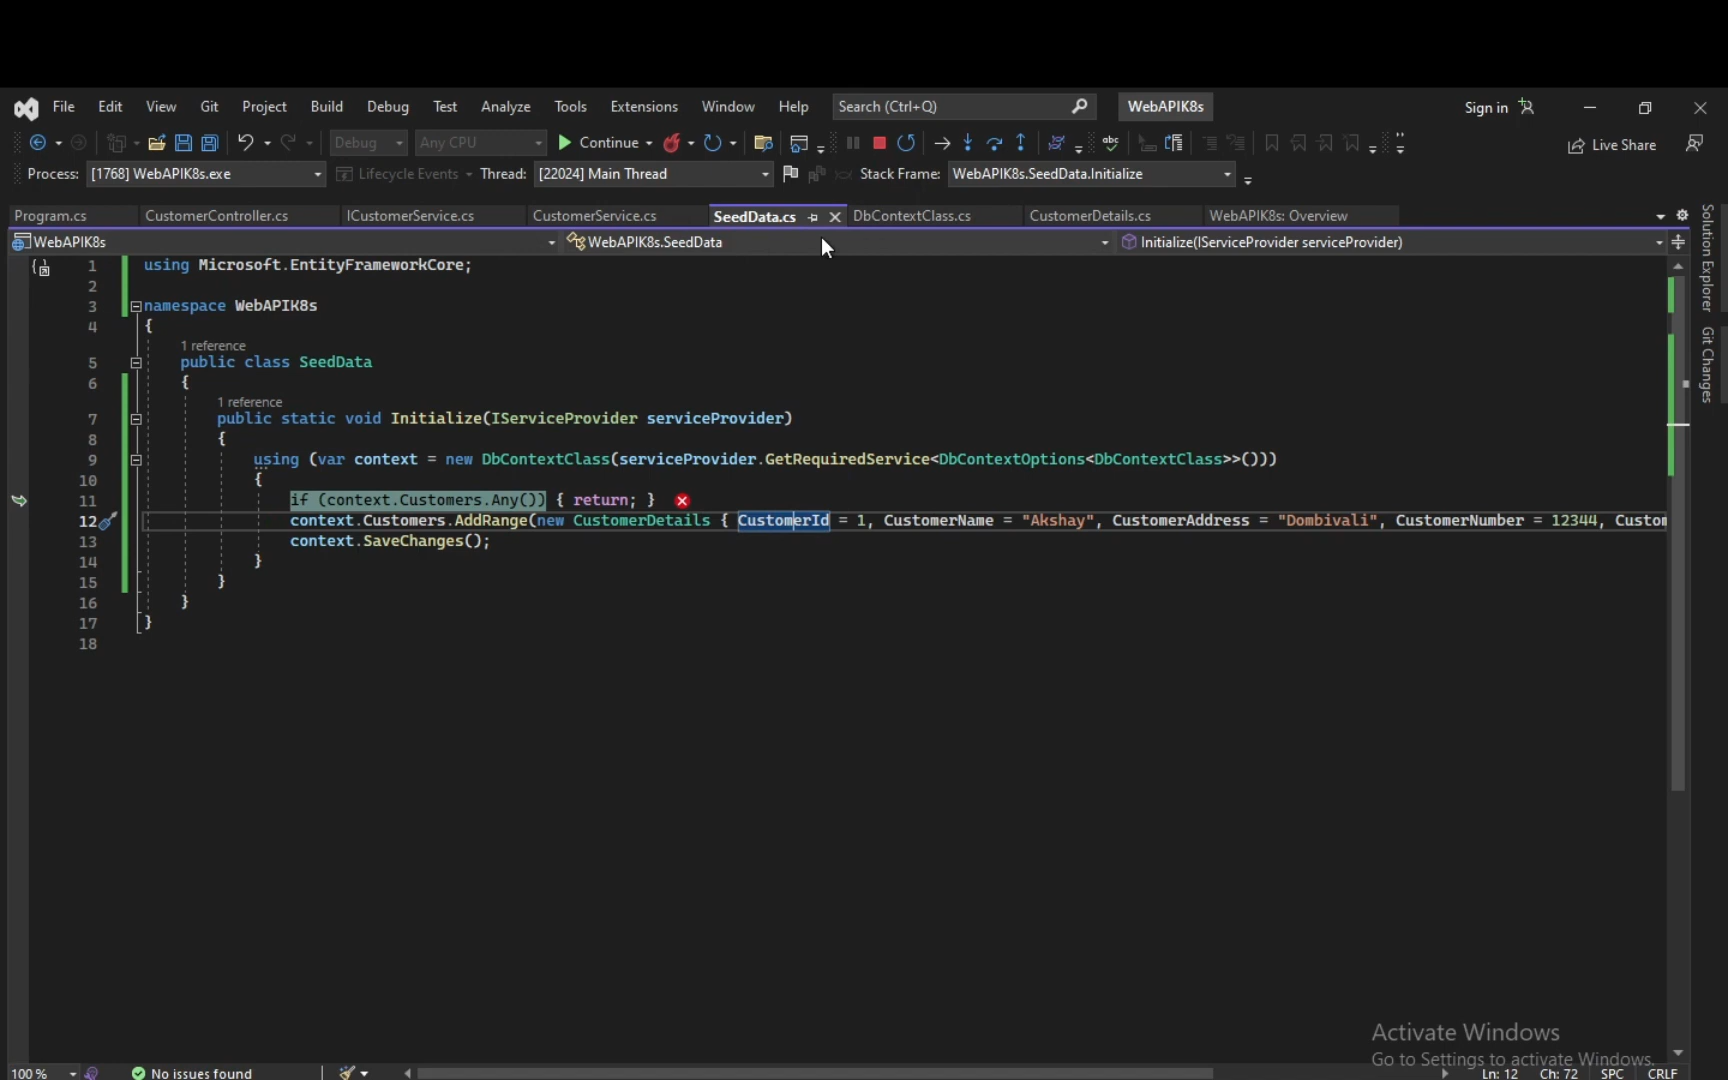 File Edit View Git Project Build Debug Test Analyze Tools Extensions Window Help Search (Ctrl+Q) WebAPIK8s Sign in
Debug Any CPU Continue Live Share
Process: [1768] WebAPIK8s.exe Lifecycle Events Thread: [22024] Main Thread Stack Frame: WebAPIK8s.SeedData.Initialize
Program.cs CustomerController.cs ICustomerService.cs CustomerService.cs SeedData.cs DbContextClass.cs CustomerDetails.cs WebAPIK8s: Overview
WebAPIK8s WebAPIK8s.SeedData Initialize(IServiceProvider serviceProvider)
Solution Explorer
Git Changes
1 using Microsoft.EntityFrameworkCore;
2
3 namespace WebAPIK8s
4 {
1 reference
5 public class SeedData
6 {
1 reference
7 public static void Initialize(IServiceProvider serviceProvider)
8 {
9 using (var context = new DbContextClass(serviceProvider.GetRequiredService<DbContextOptions<DbContextClass>>()))
10 {
11 if (context.Customers.Any()) { return; }
12 context.Customers.AddRange(new CustomerDetails { CustomerId = 1, CustomerName = "Akshay", CustomerAddress = "Dombivali", CustomerNumber = 12344, Custom
13 context.SaveChanges();
14 }
15 }
16 }
17 }
18
Activate Windows
Go to Settings to activate Windows.
100 % No issues found Ln: 12 Ch: 72 SPC CRLF